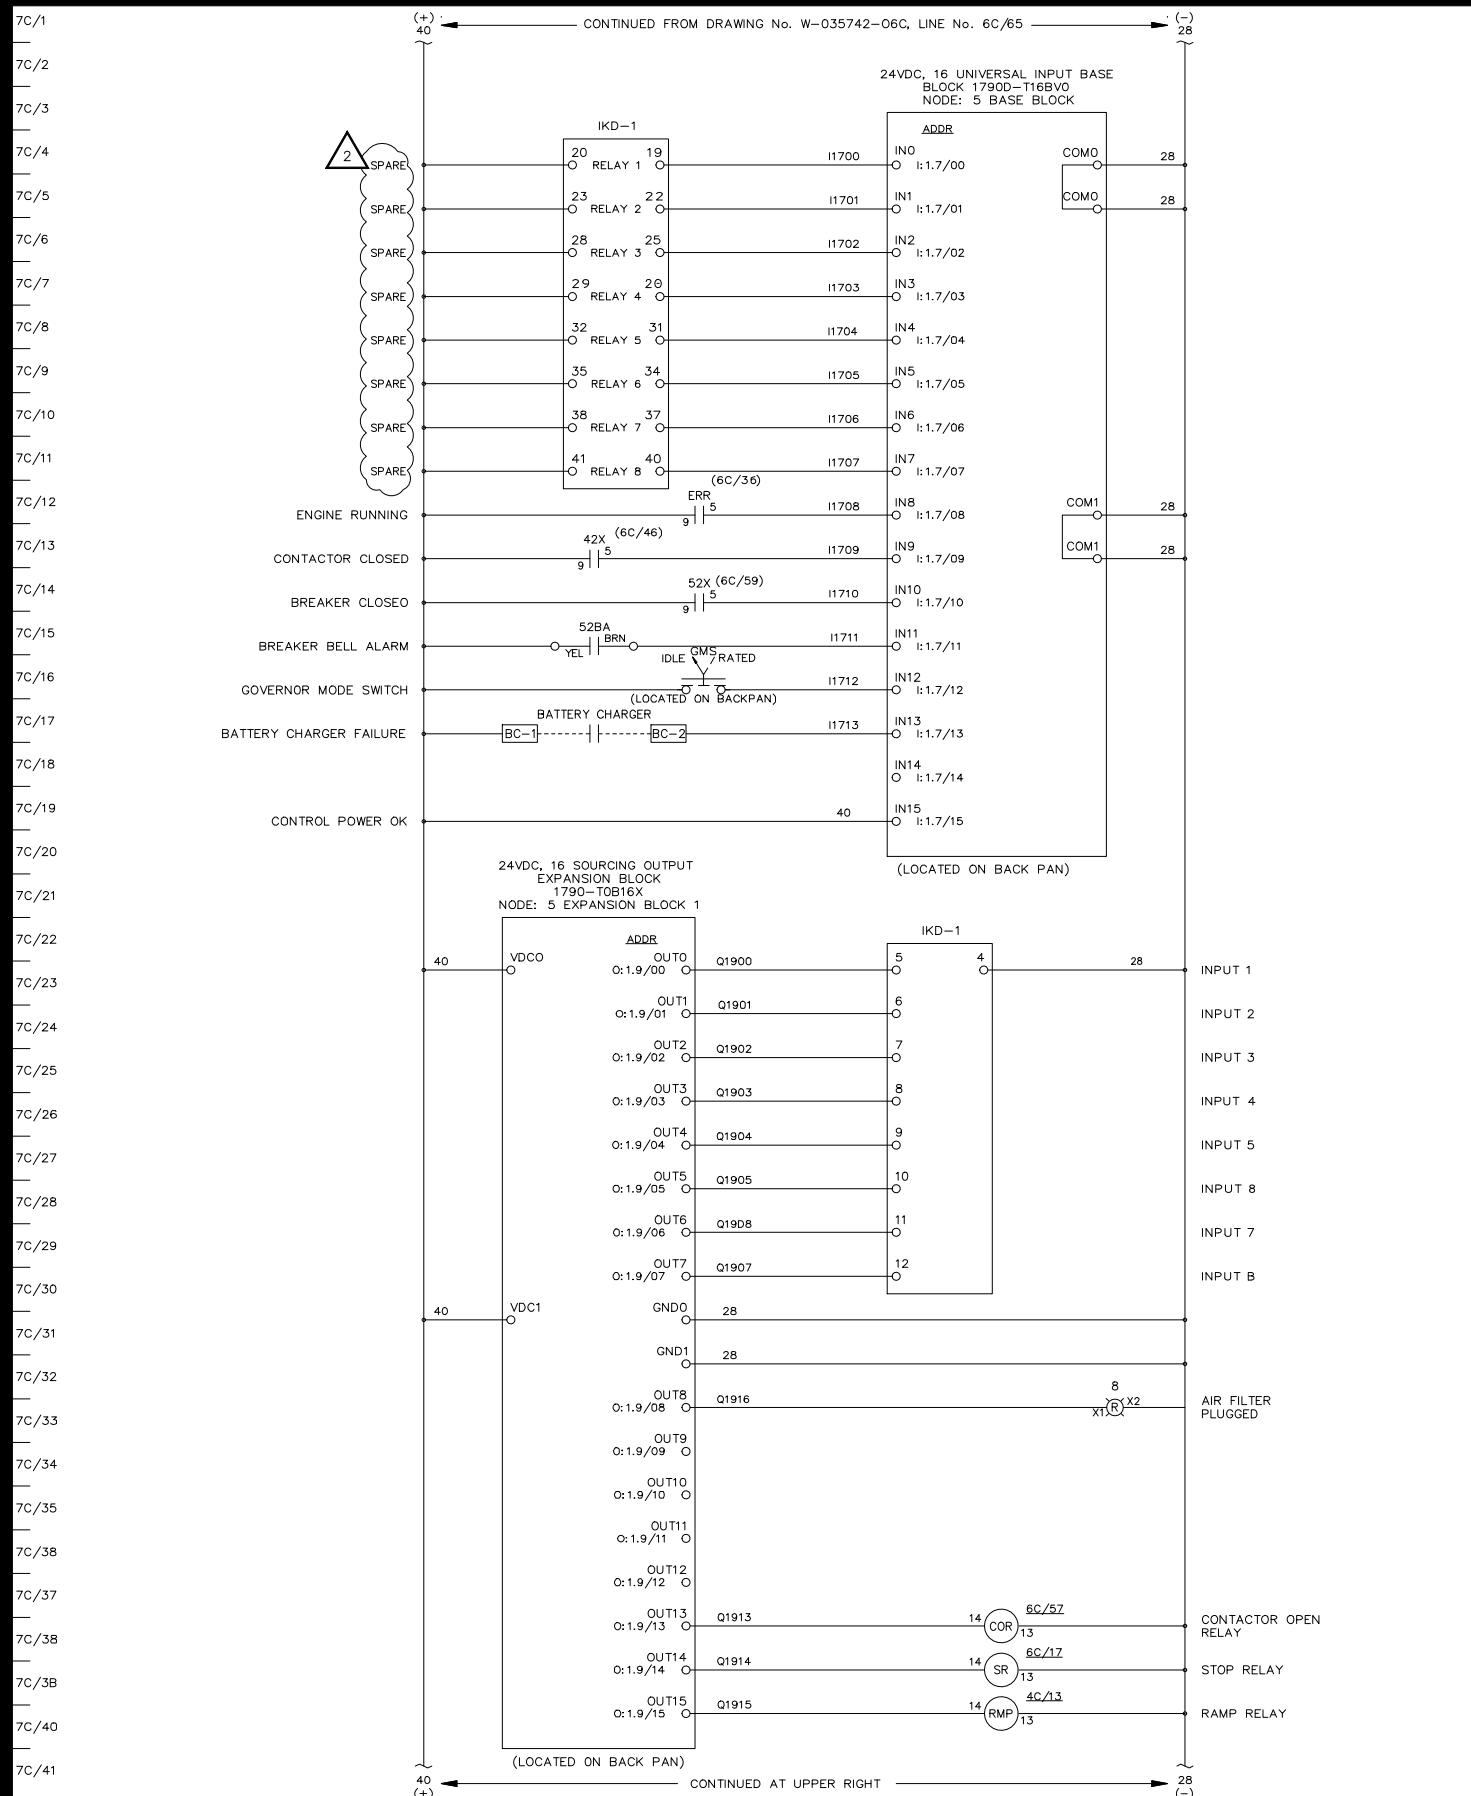 7C/1
(+)
40
CONTINUED FROM DRAWING No. W-035742-06C, LINE No. 6C/65
(-)
28
7C/2
24VDC, 16 UNIVERSAL INPUT BASE
BLOCK 1790D-T16BV0
NODE: 5 BASE BLOCK
7C/3
IKD-1
ADDR
7C/4
2
SPARE
20 RELAY 1 19
I1700
IN0
I:1.7/00
COM0
28
7C/5
SPARE
23 RELAY 2 22
I1701
IN1
I:1.7/01
COM0
28
7C/6
SPARE
28 RELAY 3 25
I1702
IN2
I:1.7/02
7C/7
SPARE
29 RELAY 4 20
I1703
IN3
I:1.7/03
7C/8
SPARE
32 RELAY 5 31
I1704
IN4
I:1.7/04
7C/9
SPARE
35 RELAY 6 34
I1705
IN5
I:1.7/05
7C/10
SPARE
38 RELAY 7 37
I1706
IN6
I:1.7/06
7C/11
SPARE
41 RELAY 8 40
I1707
IN7
I:1.7/07
7C/12
ENGINE RUNNING
(6C/36)
ERR
9 5
I1708
IN8
I:1.7/08
COM1
28
7C/13
CONTACTOR CLOSED
42X (6C/46)
9 5
I1709
IN9
I:1.7/09
COM1
28
7C/14
BREAKER CLOSEO
52X (6C/59)
9 5
I1710
IN10
I:1.7/10
7C/15
BREAKER BELL ALARM
52BA
YEL BRN
I1711
IN11
I:1.7/11
7C/16
GOVERNOR MODE SWITCH
GMS
IDLE RATED
(LOCATED ON BACKPAN)
I1712
IN12
I:1.7/12
7C/17
BATTERY CHARGER FAILURE
BATTERY CHARGER
BC-1 BC-2
I1713
IN13
I:1.7/13
7C/18
IN14
I:1.7/14
7C/19
CONTROL POWER OK
40
IN15
I:1.7/15
7C/20
(LOCATED ON BACK PAN)
24VDC, 16 SOURCING OUTPUT
EXPANSION BLOCK
1790-T0B16X
NODE: 5 EXPANSION BLOCK 1
7C/21
7C/22
ADDR
IKD-1
40
VDC0
OUT0
O:1.9/00
Q1900
5 4
28
INPUT 1
7C/23
OUT1
O:1.9/01
Q1901
6
INPUT 2
7C/24
OUT2
O:1.9/02
Q1902
7
INPUT 3
7C/25
OUT3
O:1.9/03
Q1903
8
INPUT 4
7C/26
OUT4
O:1.9/04
Q1904
9
INPUT 5
7C/27
OUT5
O:1.9/05
Q1905
10
INPUT 8
7C/28
OUT6
O:1.9/06
Q19D8
11
INPUT 7
7C/29
OUT7
O:1.9/07
Q1907
12
INPUT B
7C/30
40
VDC1
GND0
28
7C/31
GND1
28
7C/32
OUT8
O:1.9/08
Q1916
8
X1 R X2
AIR FILTER
PLUGGED
7C/33
OUT9
O:1.9/09
7C/34
OUT10
O:1.9/10
7C/35
OUT11
O:1.9/11
7C/38
OUT12
O:1.9/12
7C/37
OUT13
O:1.9/13
Q1913
14 COR 13
6C/57
CONTACTOR OPEN
RELAY
7C/38
OUT14
O:1.9/14
Q1914
14 SR 13
6C/17
STOP RELAY
7C/3B
OUT15
O:1.9/15
Q1915
14 RMP 13
4C/13
RAMP RELAY
7C/40
(LOCATED ON BACK PAN)
7C/41
40
(+)
CONTINUED AT UPPER RIGHT
28
(-)